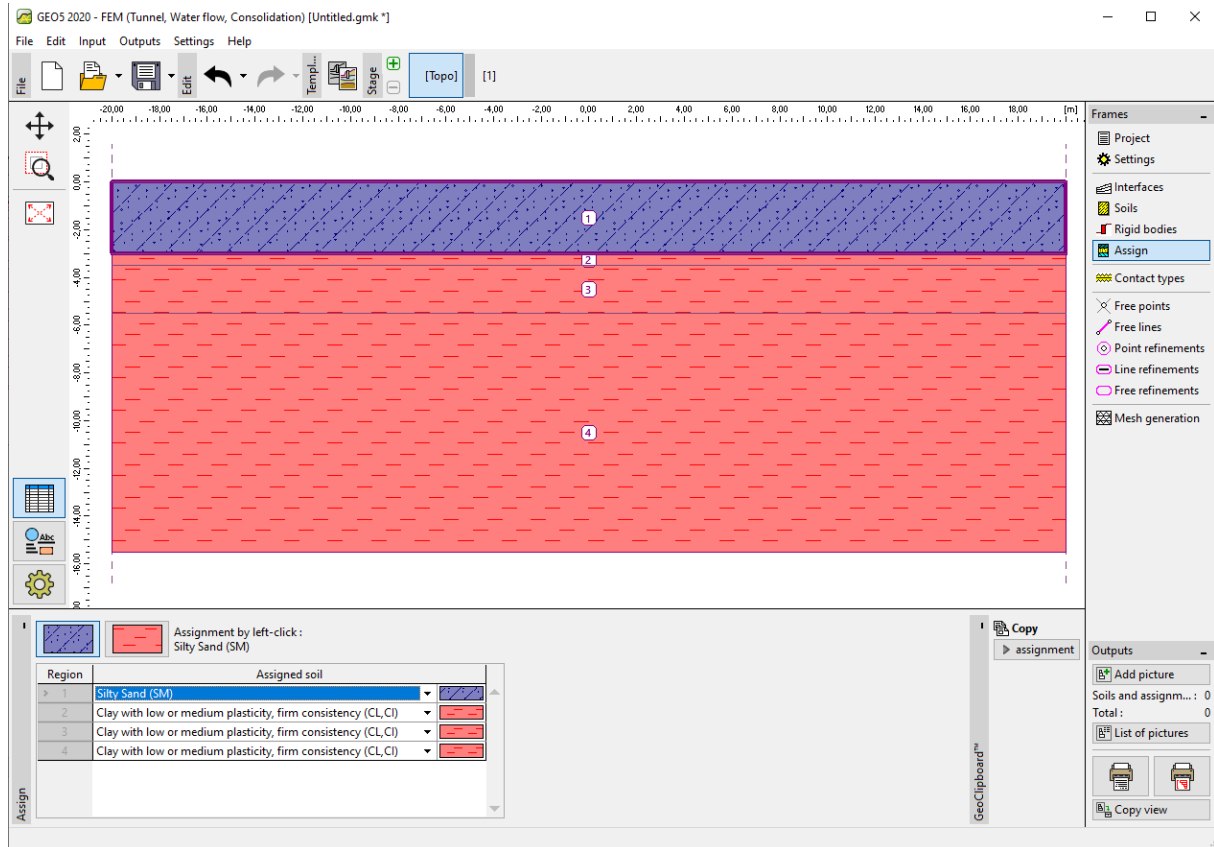 GEO5 2020 - FEM (Tunnel, Water flow, Consolidation) [Untitled.gmk *]
File Edit Input Outputs Settings Help
File
Edit
Templ...
Stage
[Topo] [1]
-20,00 -18,00 -16,00 -14,00 -12,00 -10,00 -8,00 -6,00 -4,00 -2,00 0,00 2,00 4,00 6,00 8,00 10,00 12,00 14,00 16,00 18,00 [m]
2,00
0,00
-2,00
-4,00
-6,00
-8,00
-10,00
-12,00
-14,00
-16,00
1
2
3
4
Abc
Frames
Project
Settings
Interfaces
Soils
Rigid bodies
Assign
Contact types
Free points
Free lines
Point refinements
Line refinements
Free refinements
Mesh generation
Assign
Assignment by left-click :
Silty Sand (SM)
Region Assigned soil
1 Silty Sand (SM)
2 Clay with low or medium plasticity, firm consistency (CL,CI)
3 Clay with low or medium plasticity, firm consistency (CL,CI)
4 Clay with low or medium plasticity, firm consistency (CL,CI)
GeoClipboard™
Copy
assignment
Outputs
Add picture
Soils and assignm... : 0
Total : 0
List of pictures
Copy view